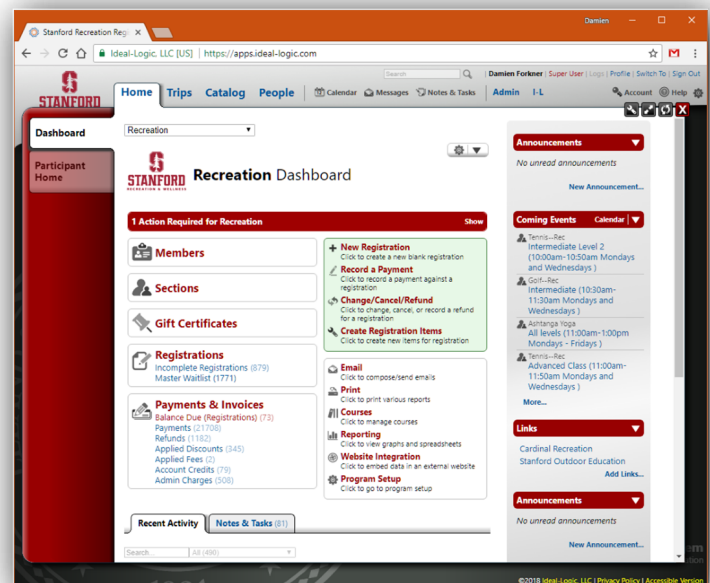 Damien
Stanford Recreation Reg
Ideal-Logic, LLC [US] | https://apps.ideal-logic.com
Search
Damien Forkner | Super User | Logs | Profile | Switch To | Sign Out
STANFORD
Home Trips Catalog People Calendar Messages Notes & Tasks Admin I-L Account Help
Dashboard
Participant
Home
Recreation
STANFORD
RECREATION & WELLNESS
Recreation Dashboard
1 Action Required for Recreation Show
Members
Sections
Gift Certificates
Registrations
Incomplete Registrations (879)
Master Waitlist (1771)
Payments & Invoices
Balance Due (Registrations) (73)
Payments (21708)
Refunds (1182)
Applied Discounts (345)
Applied Fees (2)
Account Credits (79)
Admin Charges (508)
New Registration
Click to create a new blank registration
Record a Payment
Click to record a payment against a
registration
Change/Cancel/Refund
Click to change, cancel, or record a refund
for a registration
Create Registration Items
Click to create new items for registration
Email
Click to compose/send emails
Print
Click to print various reports
Courses
Click to manage courses
Reporting
Click to view graphs and spreadsheets
Website Integration
Click to embed data in an external website
Program Setup
Click to go to program setup
Recent Activity Notes & Tasks (81)
Search... All (490)
Announcements
No unread announcements
New Announcement...
Coming Events Calendar
Tennis--Rec
Intermediate Level 2
(10:00am-10:50am Mondays
and Wednesdays )
Golf--Rec
Intermediate (10:30am-
11:30am Mondays and
Wednesdays )
Ashtanga Yoga
All levels (11:00am-1:00pm
Mondays - Fridays )
Tennis--Rec
Advanced Class (11:00am-
11:50am Mondays and
Wednesdays )
More...
Links
Cardinal Recreation
Stanford Outdoor Education
Add Links...
Announcements
No unread announcements
New Announcement...
©2018 Ideal-Logic, LLC | Privacy Policy | Accessible Version